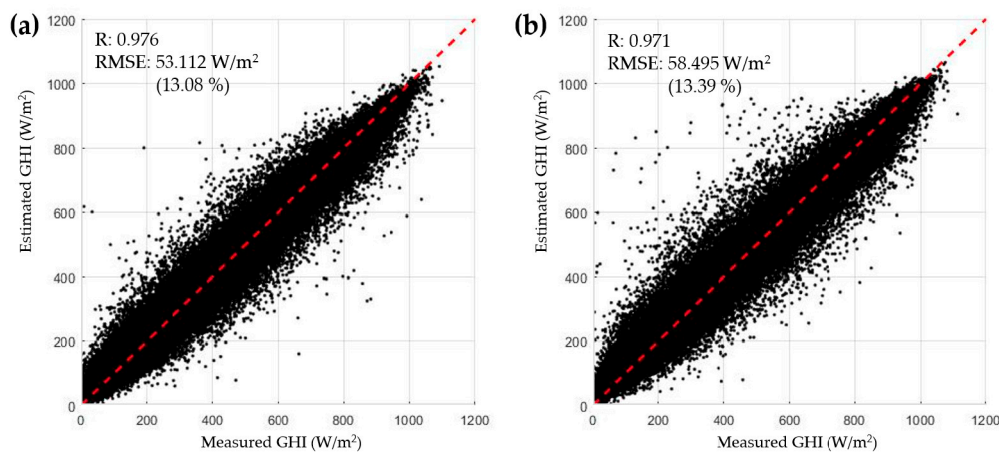 (a)
R: 0.976
RMSE: 53.112 W/m²
(13.08 %)
1200
1000
800
600
400
200
0
Estimated GHI (W/m²)
0 200 400 600 800 1000 1200
Measured GHI (W/m²)
(b)
R: 0.971
RMSE: 58.495 W/m²
(13.39 %)
1200
1000
800
600
400
200
0
Estimated GHI (W/m²)
0 200 400 600 800 1000 1200
Measured GHI (W/m²)